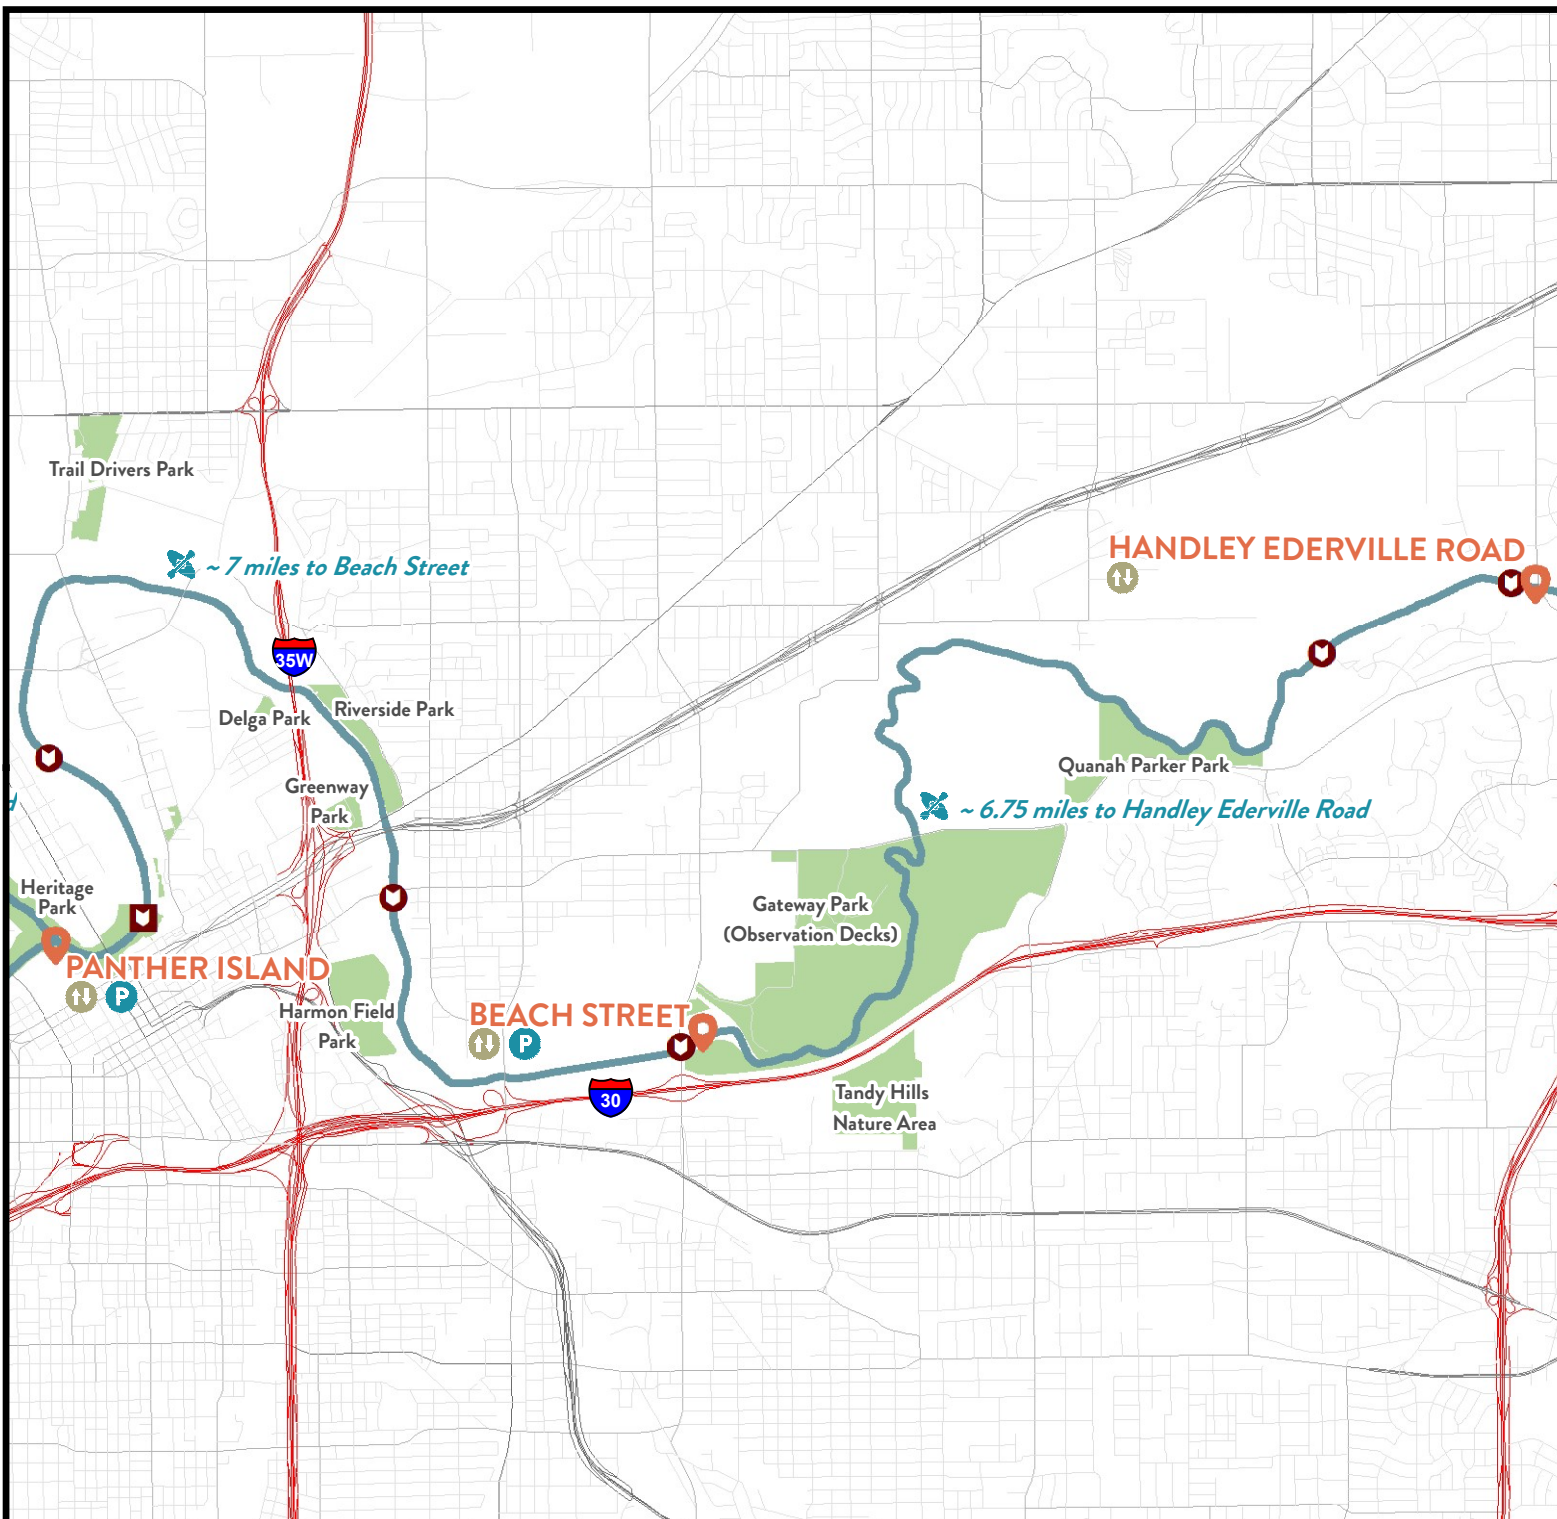 Trail Drivers Park
~ 7 miles to Beach Street
HANDLEY EDERVILLE ROAD
35W
Delga Park
Riverside Park
Quanah Parker Park
Greenway
Park
~ 6.75 miles to Handley Ederville Road
d
Heritage
Park
Gateway Park
(Observation Decks)
PANTHER ISLAND
P
Harmon Field
Park
BEACH STREET
P
30
Tandy Hills
Nature Area